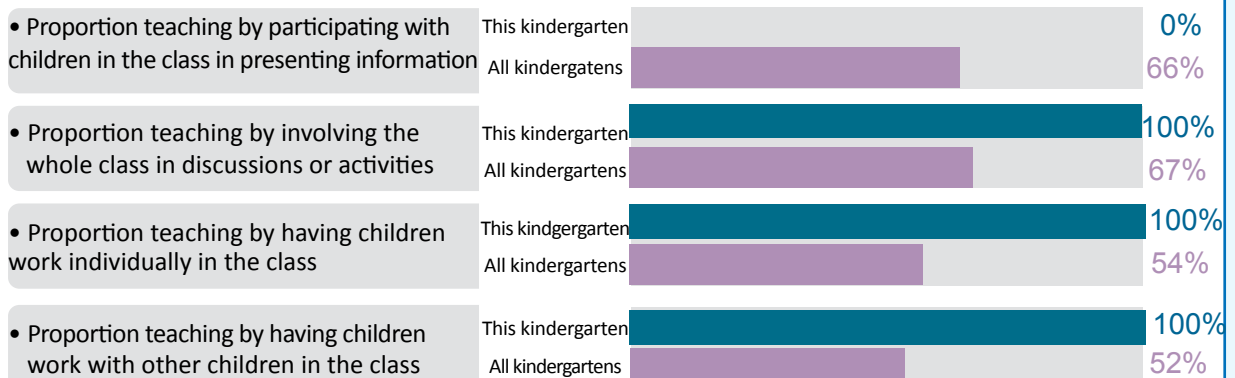 • Proportion teaching by participating with
children in the class in presenting information
This kindergarten
0%
All kindergatens
66%
• Proportion teaching by involving the
whole class in discussions or activities
This kindergarten
100%
All kindergartens
67%
• Proportion teaching by having children
work individually in the class
This kindgergarten
100%
All kindergartens
54%
• Proportion teaching by having children
work with other children in the class
This kindergarten
100%
All kindergartens
52%